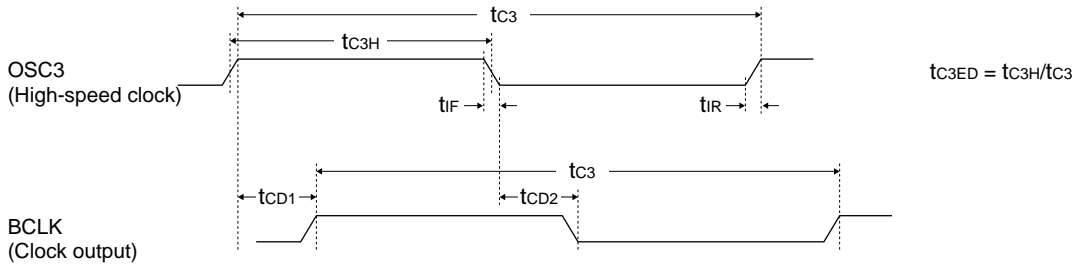 tC3
tC3H
OSC3
(High-speed clock)
tC3ED = tC3H/tC3
tIF
tIR
tC3
tCD1
tCD2
BCLK
(Clock output)